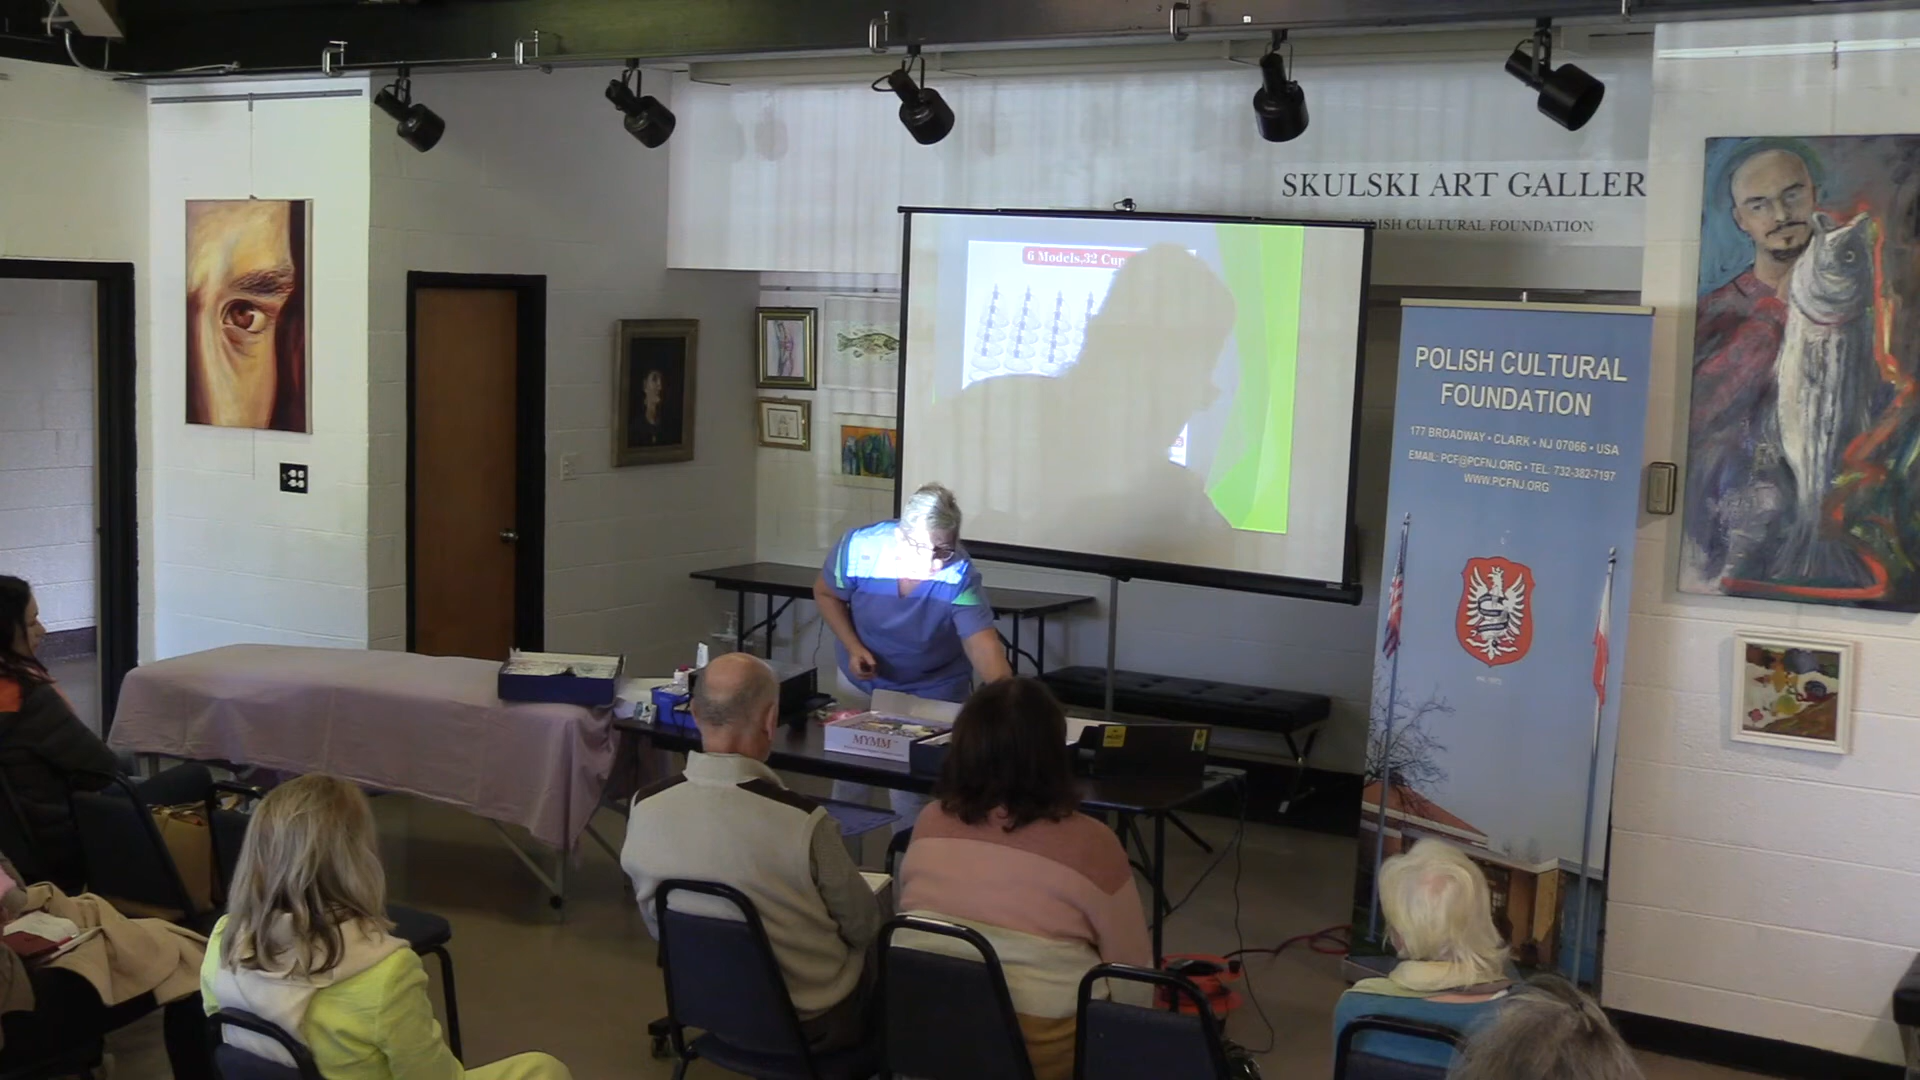 SKULSKI ART GALLER
POLISH CULTURAL FOUNDATION
6 Models,32 Cup
POLISH CULTURAL
FOUNDATION
177 BROADWAY • CLARK • NJ 07066 • USA
EMAIL: PCF@PCFNJ.ORG • TEL: 732-382-7197
WWW.PCFNJ.ORG
MYMM